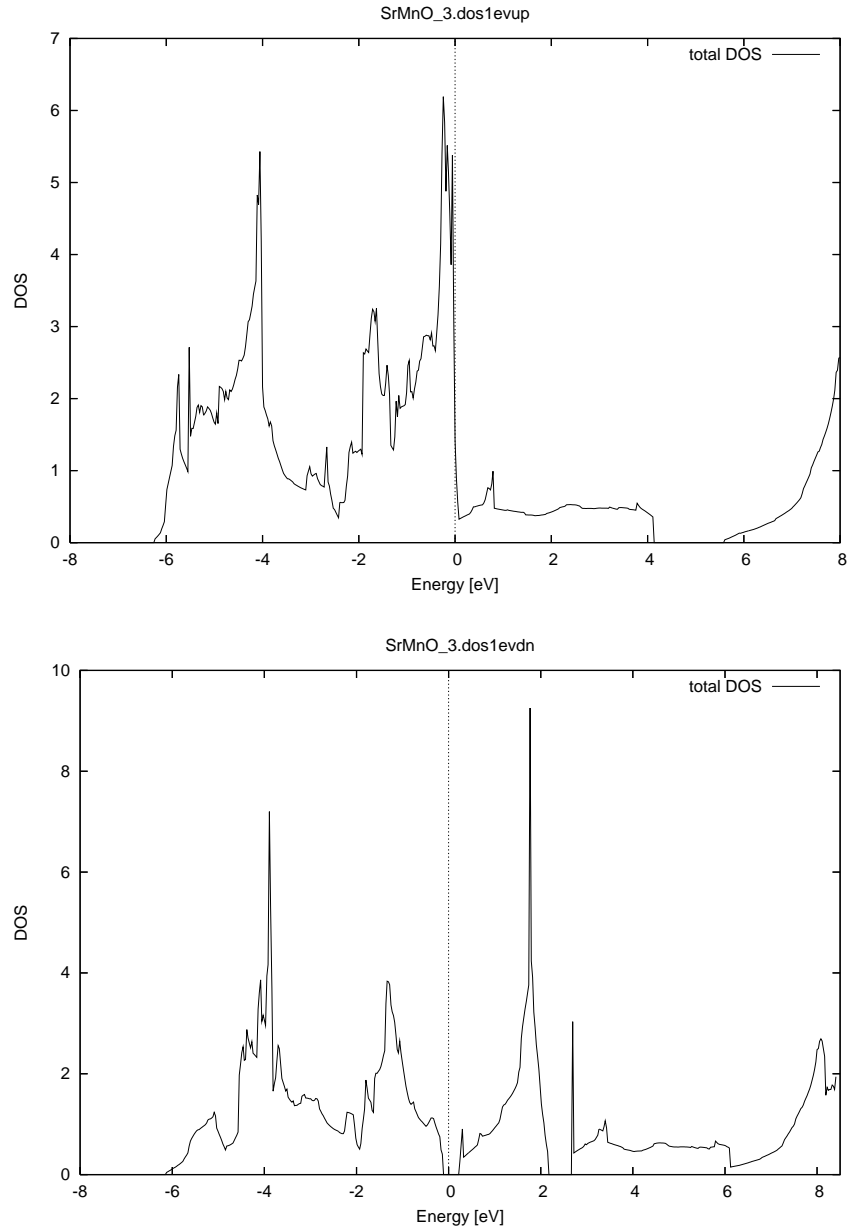 SrMnO_3.dos1evup
total DOS
7
6
5
4
3
2
1
0
DOS
-8 -6 -4 -2 0 2 4 6 8
Energy [eV]
SrMnO_3.dos1evdn
total DOS
10
8
6
4
2
0
DOS
-8 -6 -4 -2 0 2 4 6 8
Energy [eV]